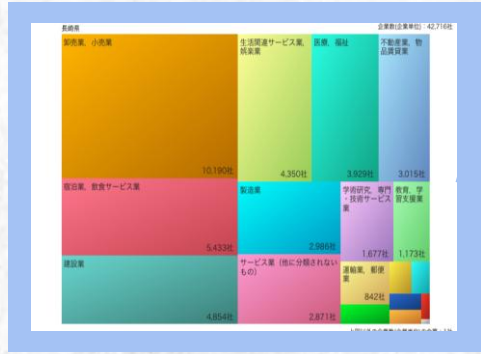 長崎県
企業数(企業単位)：42,716社
卸売業，小売業
10,190社
生活関連サービス業，
娯楽業
4,350社
医療，福祉
3,929社
不動産業，物
品賃貸業
3,015社
宿泊業，飲食サービス業
5,433社
製造業
2,986社
学術研究，専門
・技術サービス
業
1,677社
教育，学
習支援業
1,173社
建設業
4,854社
サービス業（他に分類されない
もの）
2,871社
運輸業，郵便
業
842社